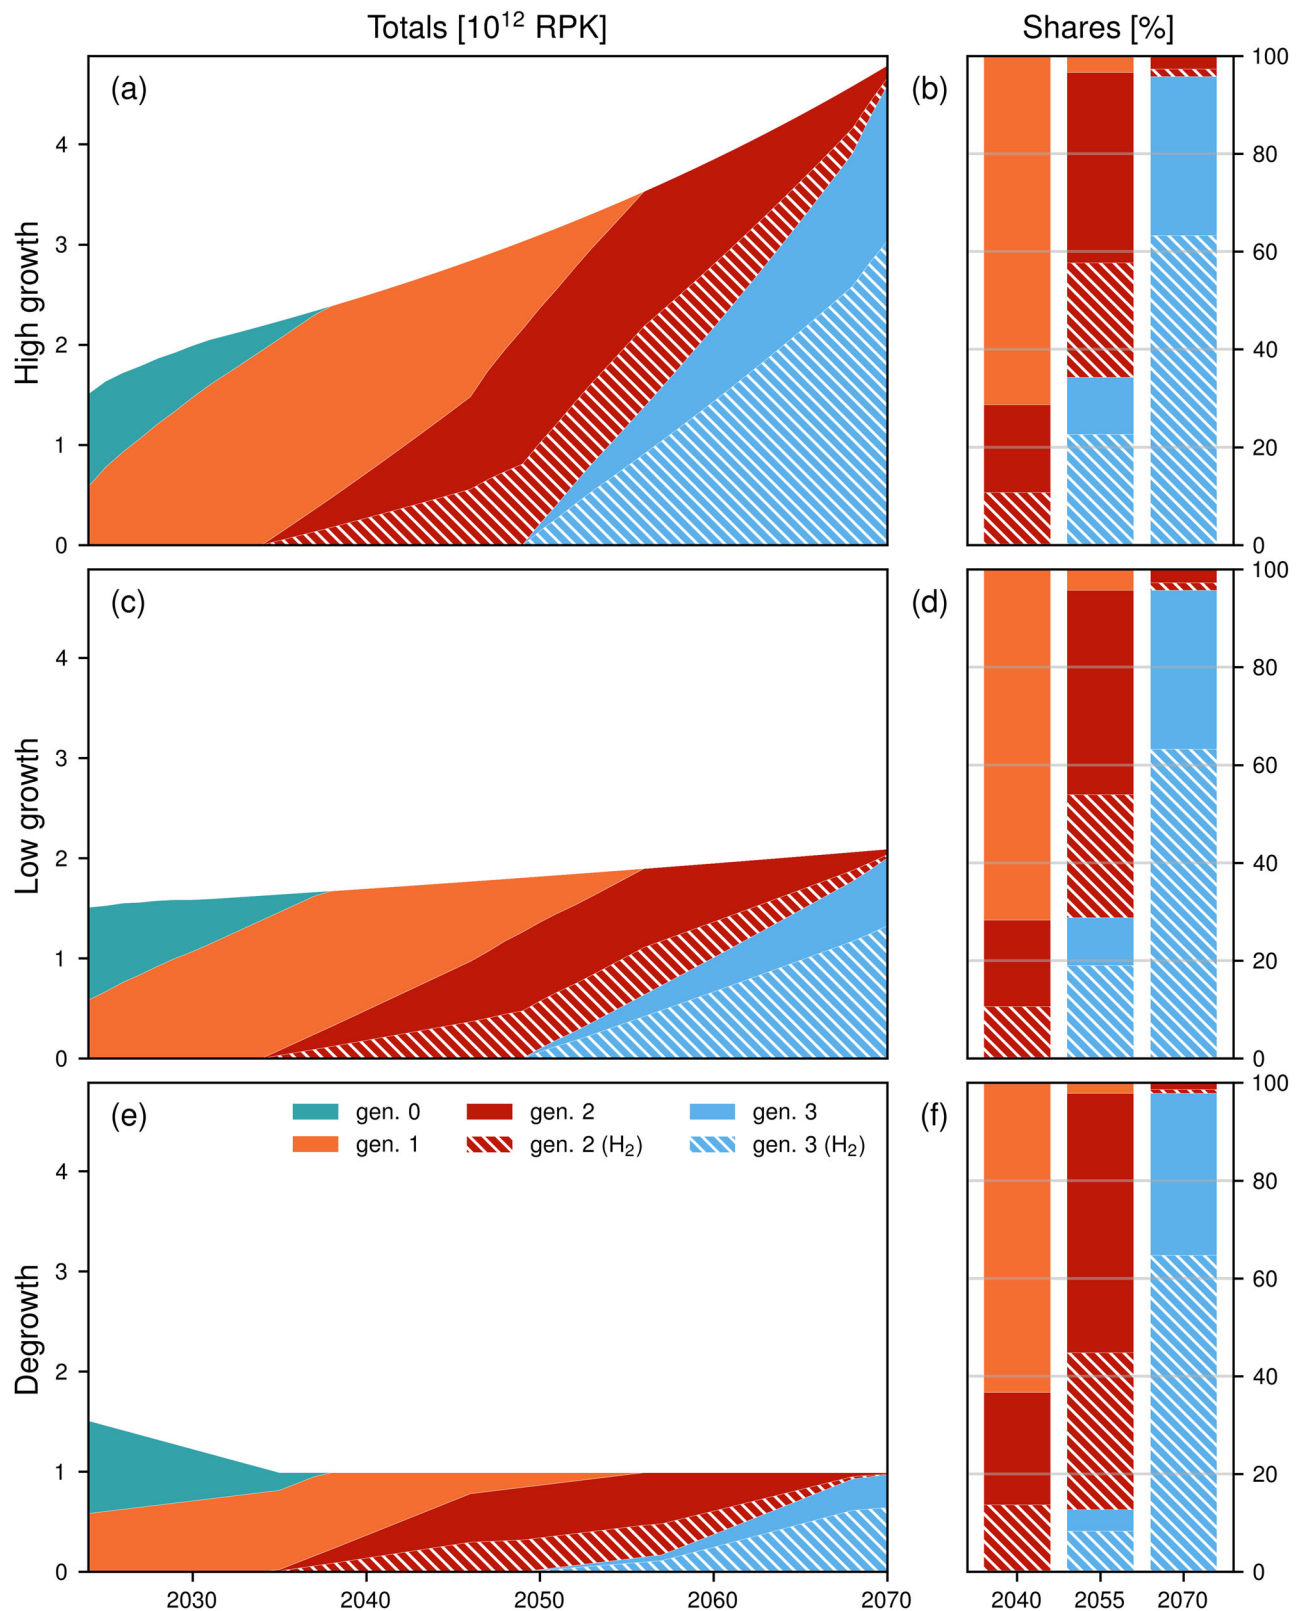 Totals [10¹² RPK]
Shares [%]
(a)
High growth
4
3
2
1
0
(b)
100
80
60
40
20
0
(c)
Low growth
4
3
2
1
0
(d)
100
80
60
40
20
0
(e)
gen. 0
gen. 2
gen. 3
gen. 1
gen. 2 (H₂)
gen. 3 (H₂)
Degrowth
4
3
2
1
0
2030 2040 2050 2060 2070
(f)
100
80
60
40
20
0
2040 2055 2070